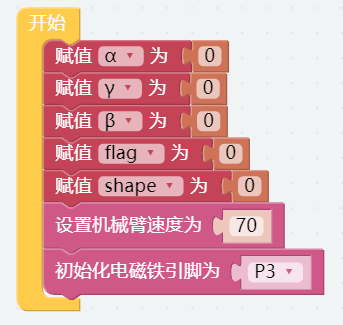 开始
赋值 α 为 0
赋值 γ 为 0
赋值 β 为 0
赋值 flag 为 0
赋值 shape 为 0
设置机械臂速度为 70
初始化电磁铁引脚为 P3